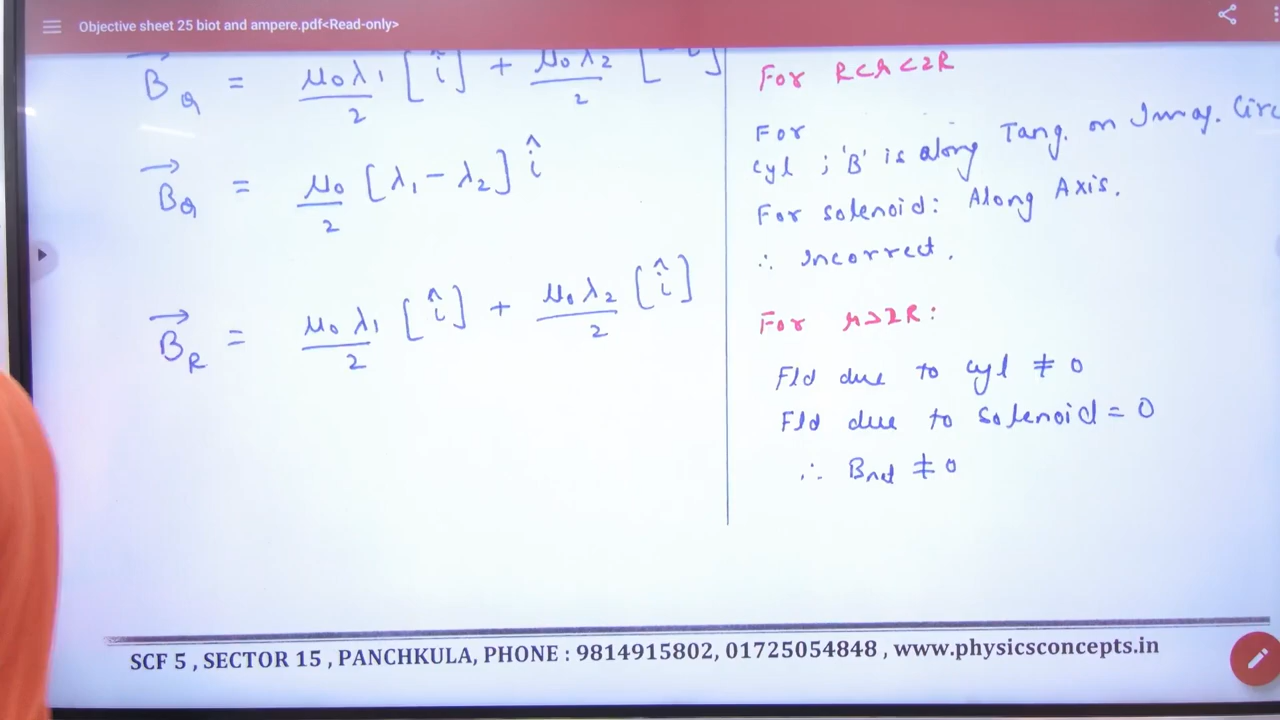 Objective sheet 25 biot and ampere.pdf<Read-only>
B⃗_Q = μ₀λ₁/2 [î] + μ₀λ₂/2 [-î]
B⃗_Q = μ₀/2 [λ₁ - λ₂] î
B⃗_R = μ₀λ₁/2 [î] + μ₀λ₂/2 [î]
For R<r<2R
For
cyl ; 'B' is along Tang. on Imag. Circ
For solenoid: Along Axis.
∴ Incorrect.
For r>2R:
Fld due to cyl ≠ 0
Fld due to solenoid = 0
∴ Bnet ≠ 0
SCF 5 , SECTOR 15 , PANCHKULA, PHONE : 9814915802, 01725054848 , www.physicsconcepts.in